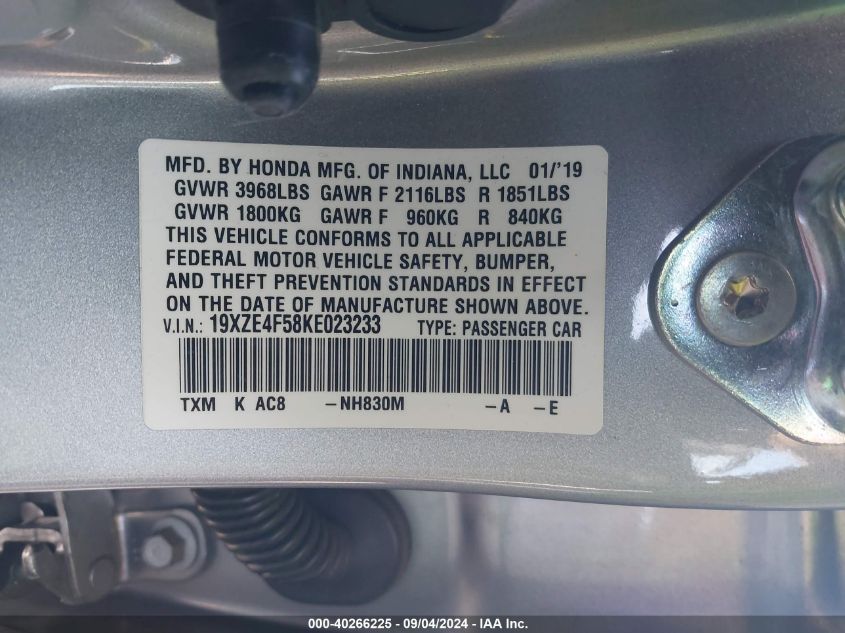 MFD. BY HONDA MFG. OF INDIANA, LLC 01/'19
GVWR 3968LBS GAWR F 2116LBS R 1851LBS
GVWR 1800KG GAWR F 960KG R 840KG
THIS VEHICLE CONFORMS TO ALL APPLICABLE
FEDERAL MOTOR VEHICLE SAFETY, BUMPER,
AND THEFT PREVENTION STANDARDS IN EFFECT
ON THE DATE OF MANUFACTURE SHOWN ABOVE.
V.I.N.: 19XZE4F58KE023233 TYPE: PASSENGER CAR
TXM K AC8 –NH830M –A –E
000-40266225 - 09/04/2024 - IAA Inc.